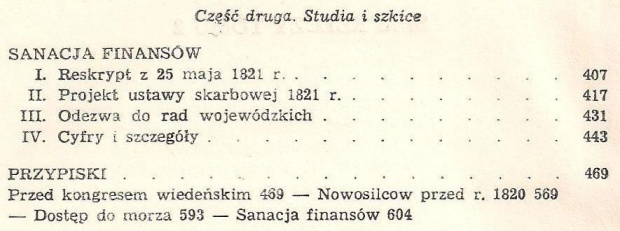 Część druga. Studia i szkice
SANACJA FINANSÓW
I. Reskrypt z 25 maja 1821 r. . . . . . . . . . . 407
II. Projekt ustawy skarbowej 1821 r. . . . . . . . . 417
III. Odezwa do rad wojewódzkich . . . . . . . . . 431
IV. Cyfry i szczegóły . . . . . . . . . . . . . 443
PRZYPISKI . . . . . . . . . . . . . . . . 469
Przed kongresem wiedeńskim 469 — Nowosilcow przed r. 1820 569
— Dostęp do morza 593 — Sanacja finansów 604